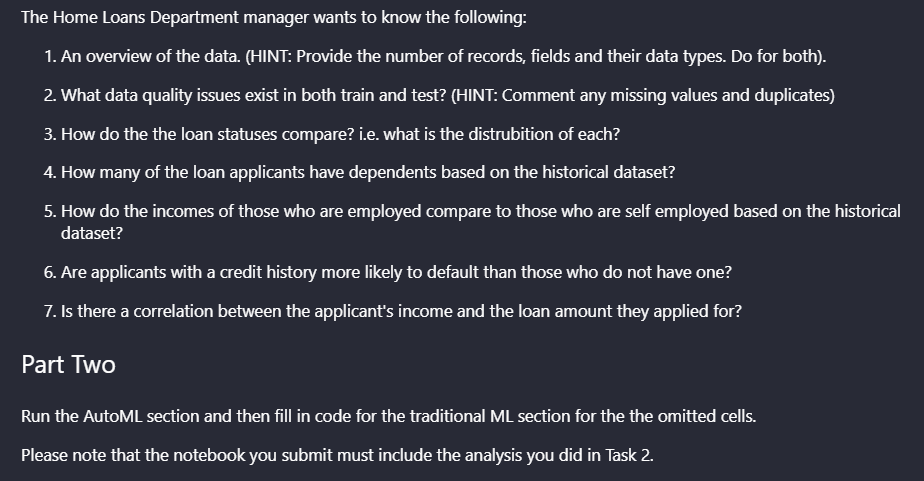 The Home Loans Department manager wants to know the following:
1. An overview of the data. (HINT: Provide the number of records, fields and their data types. Do for both).
2. What data quality issues exist in both train and test? (HINT: Comment any missing values and duplicates)
3. How do the the loan statuses compare? i.e. what is the distrubition of each?
4. How many of the loan applicants have dependents based on the historical dataset?
5. How do the incomes of those who are employed compare to those who are self employed based on the historical
dataset?
6. Are applicants with a credit history more likely to default than those who do not have one?
7. Is there a correlation between the applicant's income and the loan amount they applied for?
Part Two
Run the AutoML section and then fill in code for the traditional ML section for the the omitted cells.
Please note that the notebook you submit must include the analysis you did in Task 2.